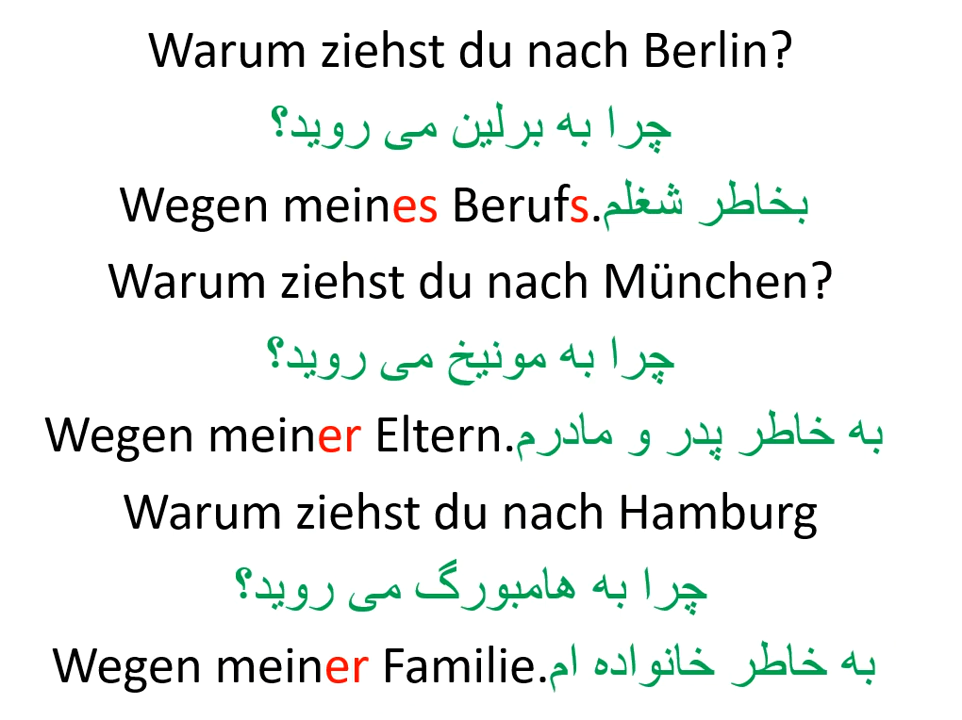 Warum ziehst du nach Berlin?
چرا به برلین می روید؟
Wegen meines Berufs.بخاطر شغلم
Warum ziehst du nach München?
چرا به مونیخ می روید؟
Wegen meiner Eltern.به خاطر پدر و مادرم
Warum ziehst du nach Hamburg
چرا به هامبورگ می روید؟
Wegen meiner Familie.به خاطر خانواده ام